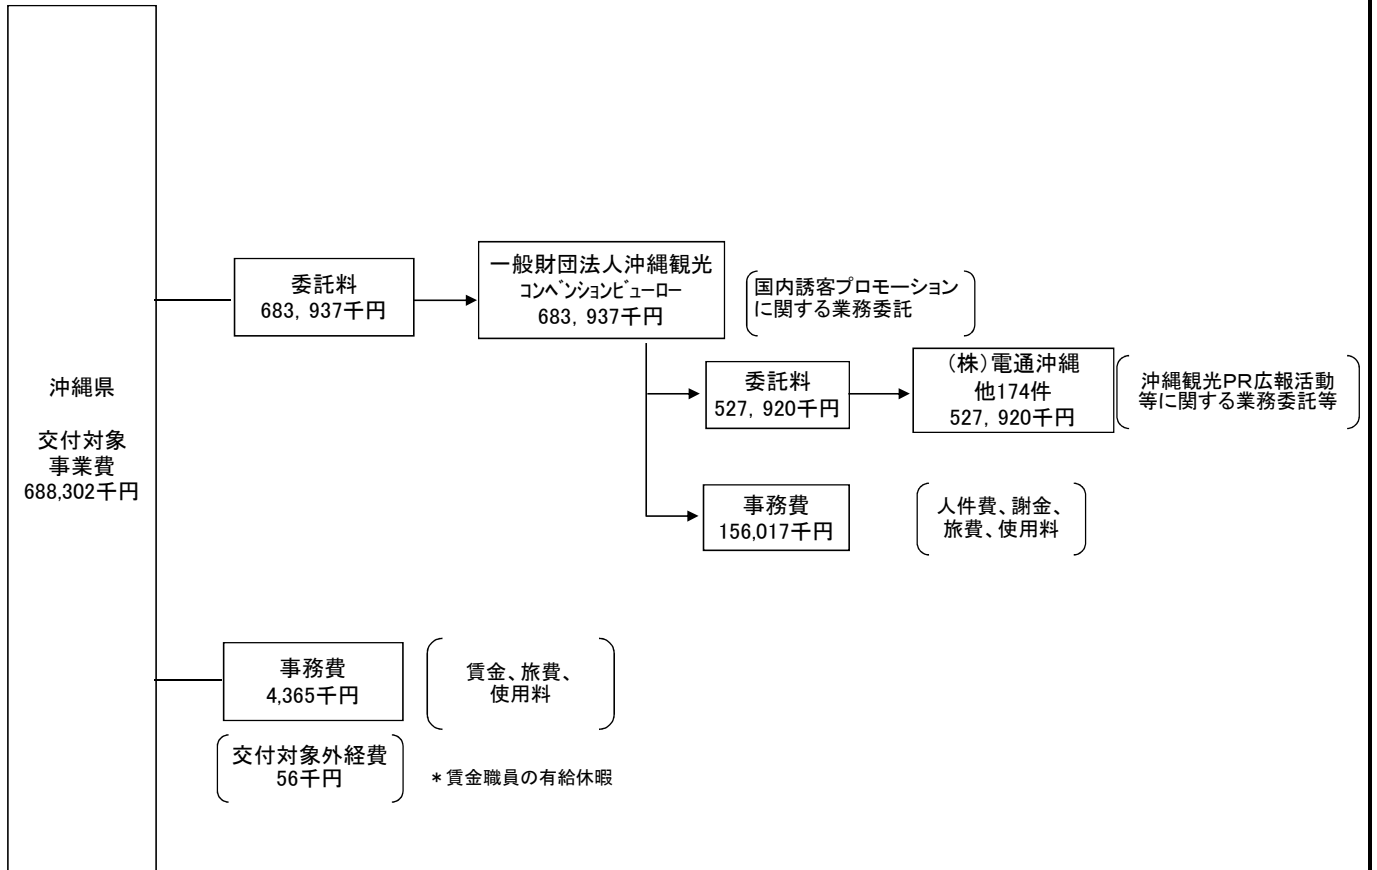 沖縄県
交付対象
事業費
688,302千円
委託料
683，937千円
一般財団法人沖縄観光
ｺﾝﾍﾞﾝｼｮﾝﾋﾞｭｰﾛｰ
683，937千円
国内誘客プロモーション
に関する業務委託
委託料
527，920千円
(株)電通沖縄
他174件
527，920千円
沖縄観光PR広報活動
等に関する業務委託等
事務費
156,017千円
人件費、謝金、
旅費、使用料
事務費
4,365千円
賃金、旅費、
使用料
交付対象外経費
56千円
＊賃金職員の有給休暇